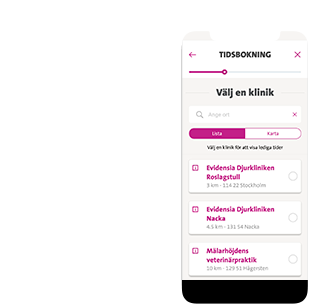 TIDSBOKNING
Välj en klinik
Ange ort
Lista
Karta
Välj en klinik för att visa lediga tider
Evidensia Djurkliniken
Roslagstull
3 km - 114 22 Stockholm
Evidensia Djurkliniken
Nacka
4.5 km - 131 54 Nacka
Mälarhöjdens
veterinärpraktik
10 km - 129 51 Hägersten